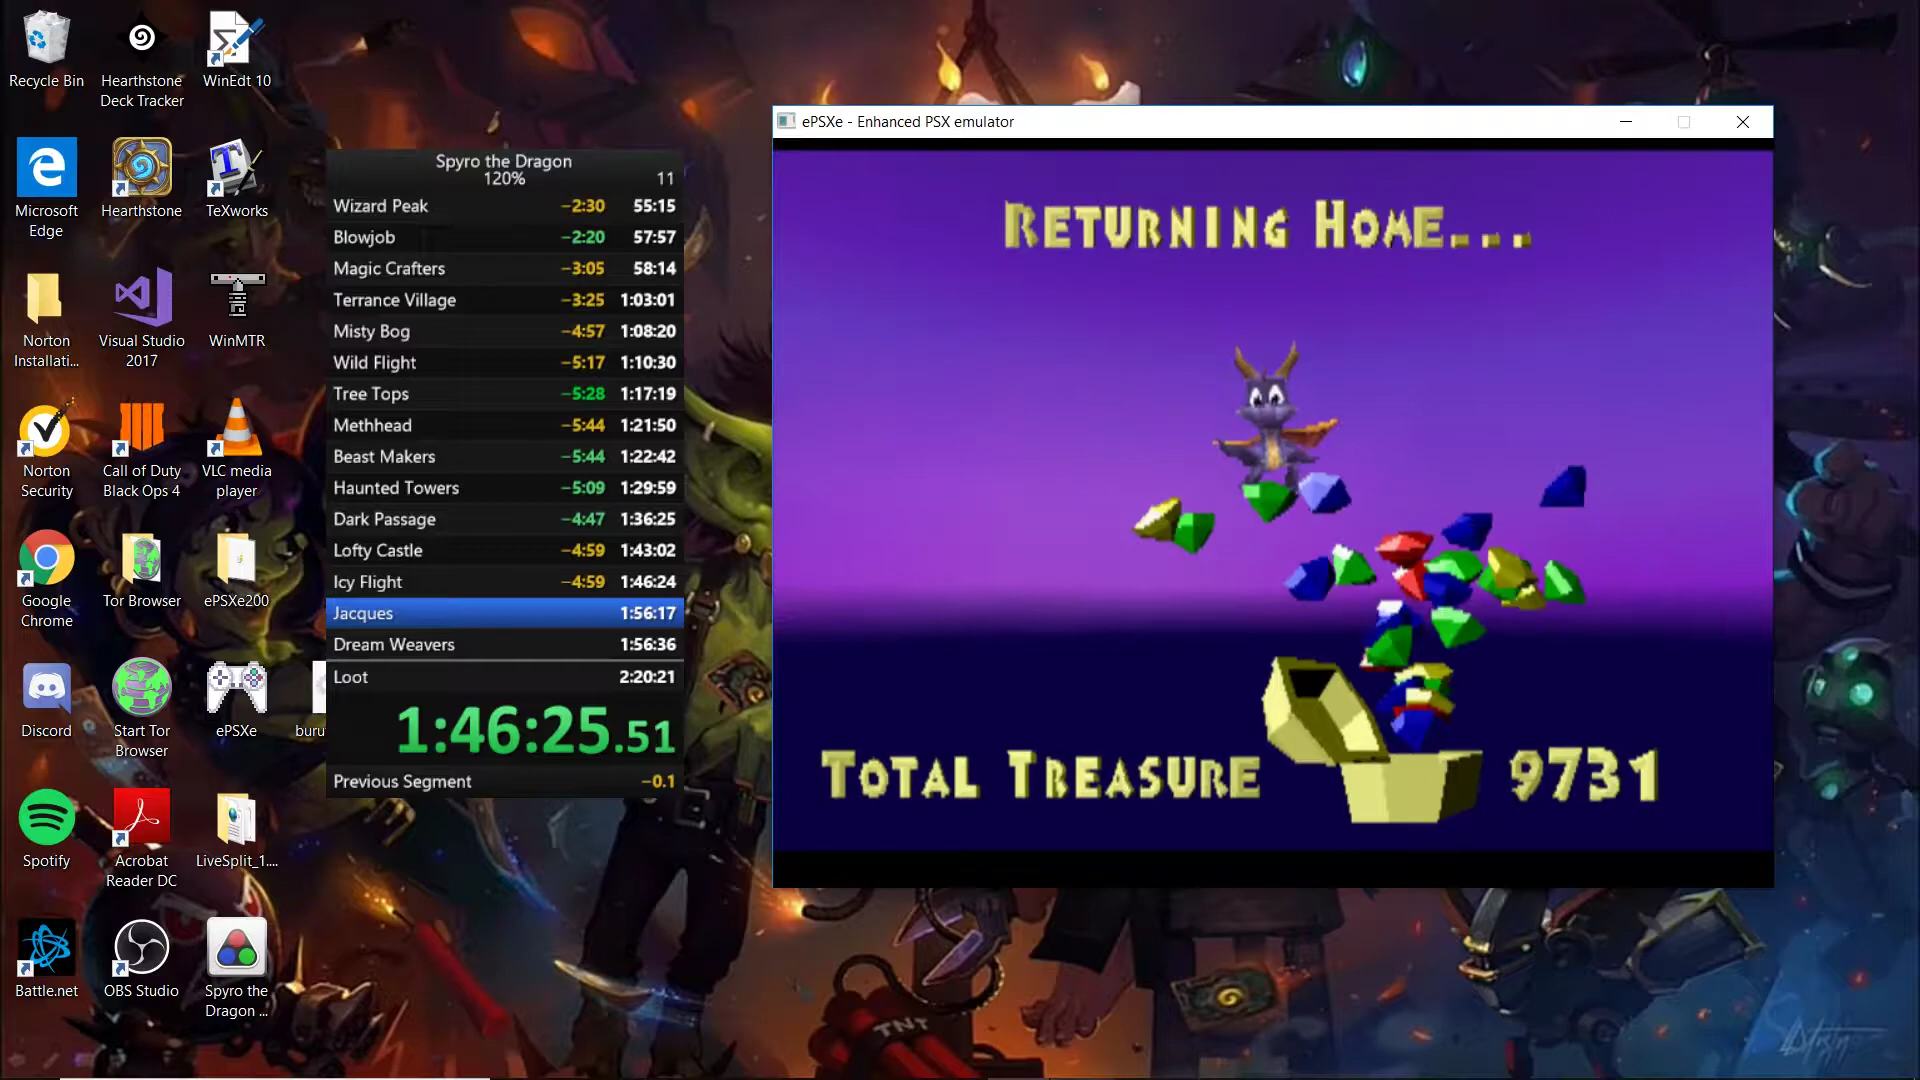 Recycle Bin
Hearthstone
Deck Tracker
WinEdt 10
Microsoft
Edge
Hearthstone
TeXworks
Norton
Installati...
Visual Studio
2017
WinMTR
Norton
Security
Call of Duty
Black Ops 4
VLC media
player
Google
Chrome
Tor Browser
ePSXe200
Discord
Start Tor
Browser
ePSXe
buru
Spotify
Acrobat
Reader DC
LiveSplit_1....
Battle.net
OBS Studio
Spyro the
Dragon ...
Spyro the Dragon
120% 11
Wizard Peak −2:30 55:15
Blowjob −2:20 57:57
Magic Crafters −3:05 58:14
Terrance Village −3:25 1:03:01
Misty Bog −4:57 1:08:20
Wild Flight −5:17 1:10:30
Tree Tops −5:28 1:17:19
Methhead −5:44 1:21:50
Beast Makers −5:44 1:22:42
Haunted Towers −5:09 1:29:59
Dark Passage −4:47 1:36:25
Lofty Castle −4:59 1:43:02
Icy Flight −4:59 1:46:24
Jacques 1:56:17
Dream Weavers 1:56:36
Loot 2:20:21
1:46:25.51
Previous Segment −0.1
ePSXe - Enhanced PSX emulator
RETURNING HOME...
TOTAL TREASURE 9731
TNT